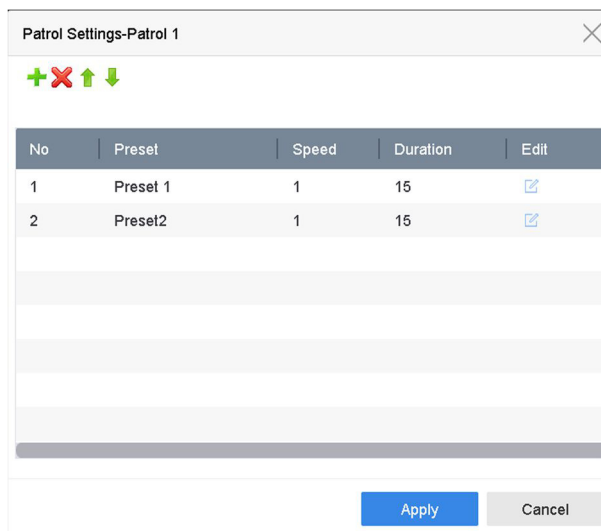 Patrol Settings-Patrol 1
No Preset Speed Duration Edit
1 Preset 1 1 15
2 Preset2 1 15
Apply Cancel